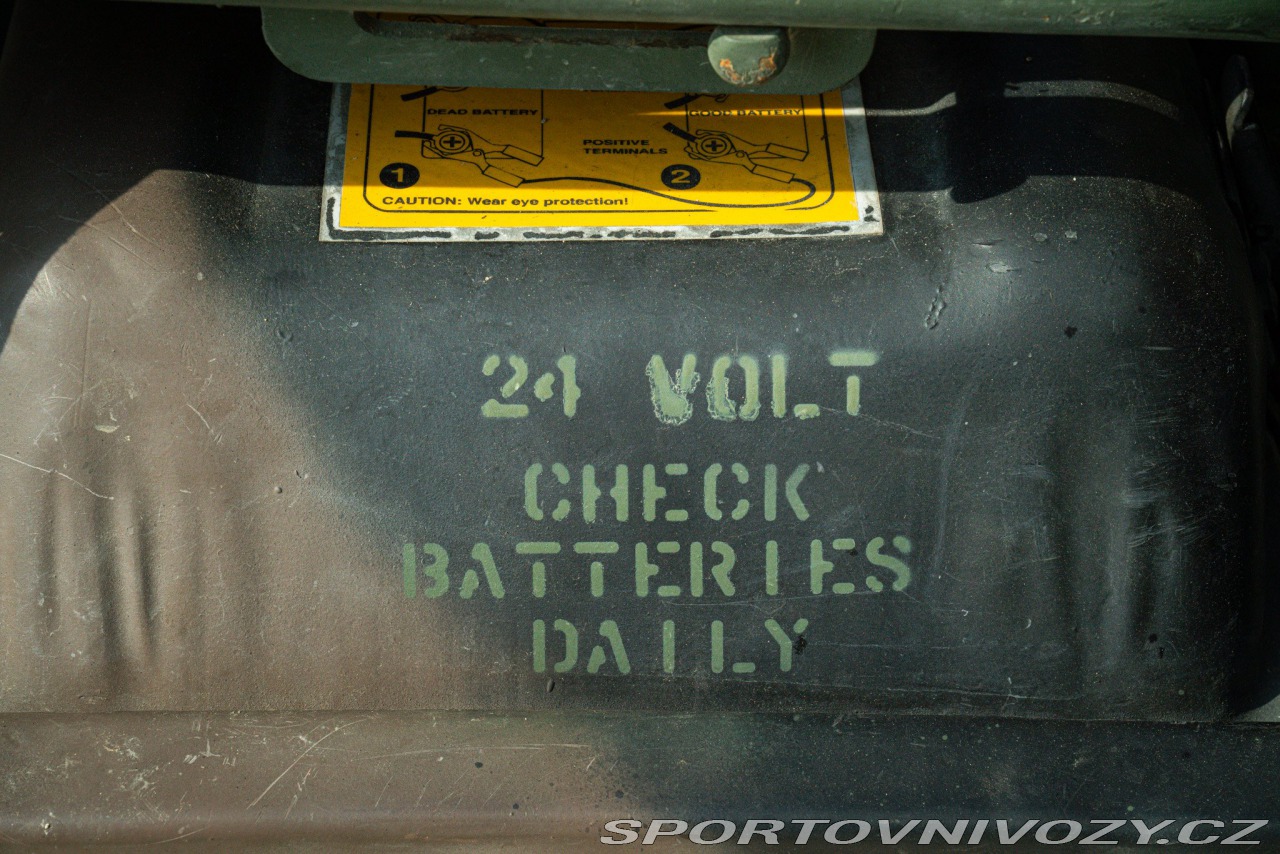 DEAD BATTERY
GOOD BATTERY
POSITIVE
TERMINALS
1
2
CAUTION: Wear eye protection!
24 VOLT
CHECK
BATTERIES
DAILY
SPORTOVNIVOZY.CZ